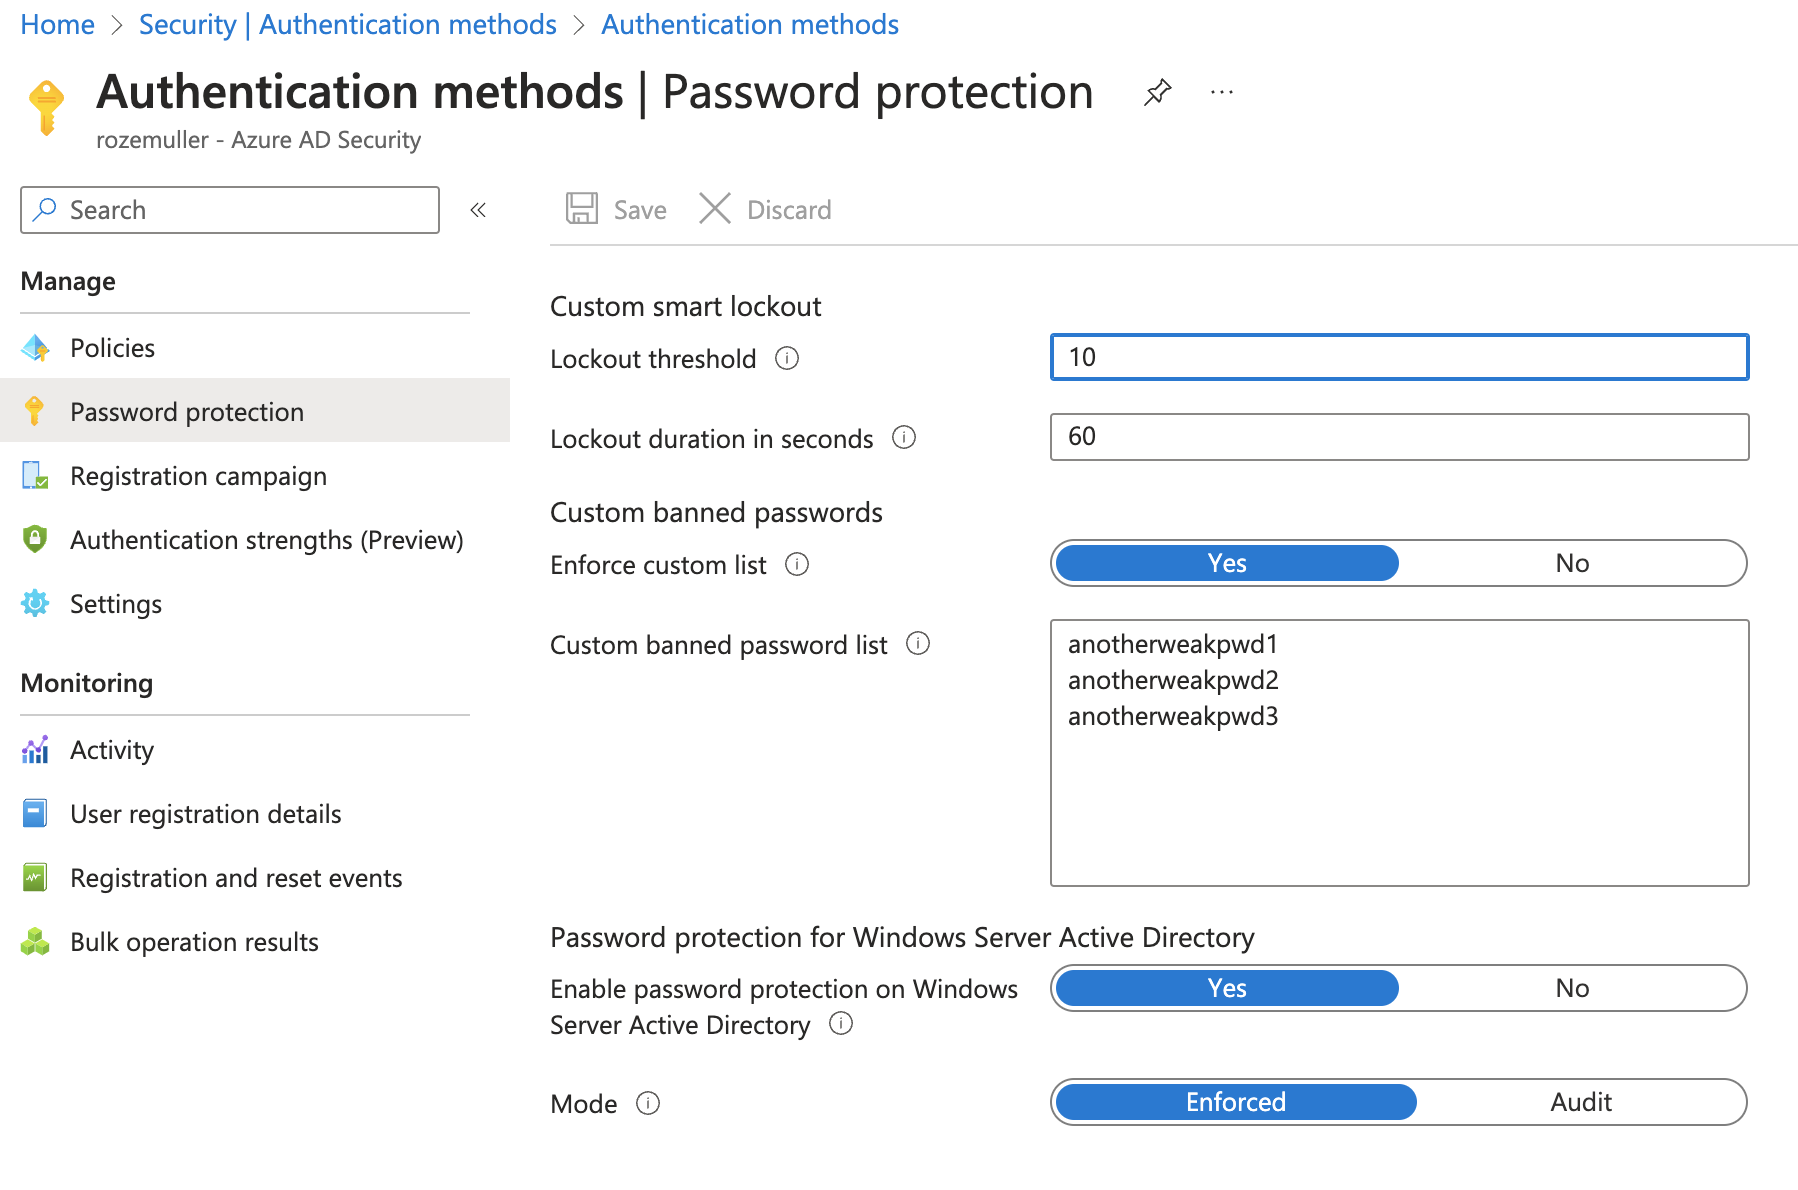 Home > Security | Authentication methods > Authentication methods
Authentication methods | Password protection ...
rozemuller - Azure AD Security
Search «
Save Discard
Manage
Policies
Password protection
Registration campaign
Authentication strengths (Preview)
Settings
Monitoring
Activity
User registration details
Registration and reset events
Bulk operation results
Custom smart lockout
Lockout threshold 10
Lockout duration in seconds 60
Custom banned passwords
Enforce custom list Yes No
Custom banned password list
anotherweakpwd1
anotherweakpwd2
anotherweakpwd3
Password protection for Windows Server Active Directory
Enable password protection on Windows
Server Active Directory
Yes No
Mode Enforced Audit